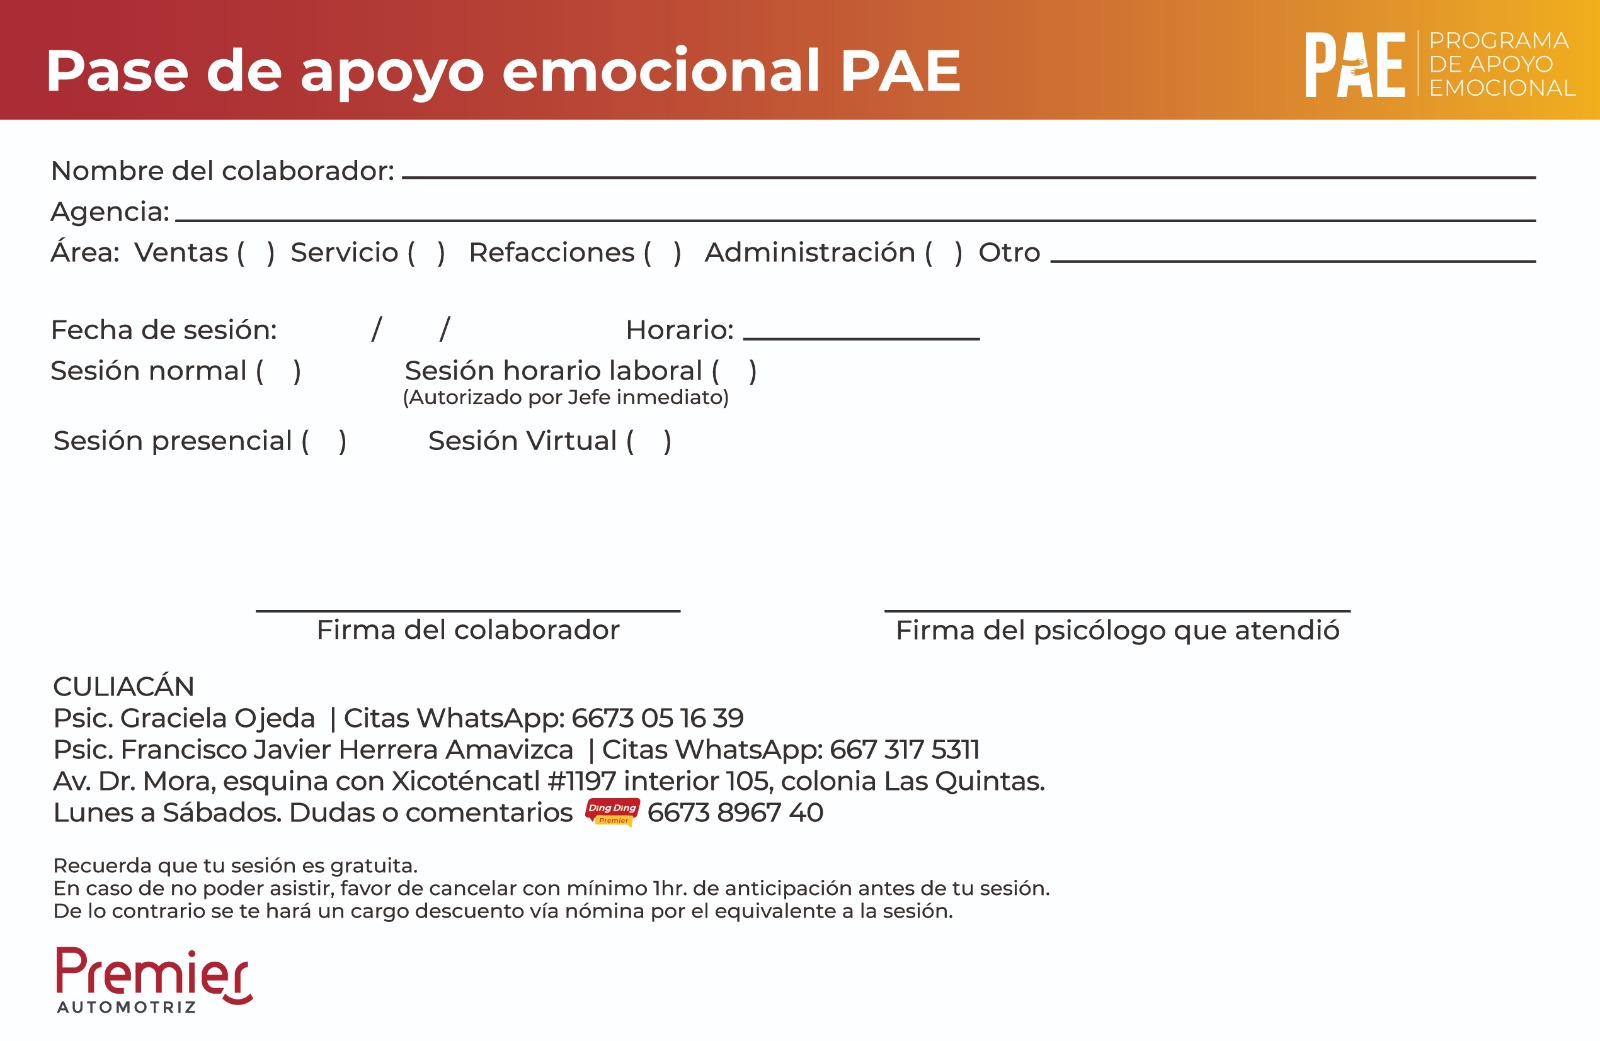 Pase de apoyo emocional PAE
PAE
PROGRAMA
DE APOYO
EMOCIONAL
Nombre del colaborador:
Agencia:
Área: Ventas ( ) Servicio ( ) Refacciones ( ) Administración ( ) Otro
Fecha de sesión: / / Horario:
Sesión normal ( ) Sesión horario laboral ( )
(Autorizado por Jefe inmediato)
Sesión presencial ( ) Sesión Virtual ( )
Firma del colaborador Firma del psicólogo que atendió
CULIACÁN
Psic. Graciela Ojeda | Citas WhatsApp: 6673 05 16 39
Psic. Francisco Javier Herrera Amavizca | Citas WhatsApp: 667 317 5311
Av. Dr. Mora, esquina con Xicoténcatl #1197 interior 105, colonia Las Quintas.
Lunes a Sábados. Dudas o comentarios Ding Ding Premier 6673 8967 40
Recuerda que tu sesión es gratuita.
En caso de no poder asistir, favor de cancelar con mínimo 1hr. de anticipación antes de tu sesión.
De lo contrario se te hará un cargo descuento vía nómina por el equivalente a la sesión.
Premier
AUTOMOTRIZ